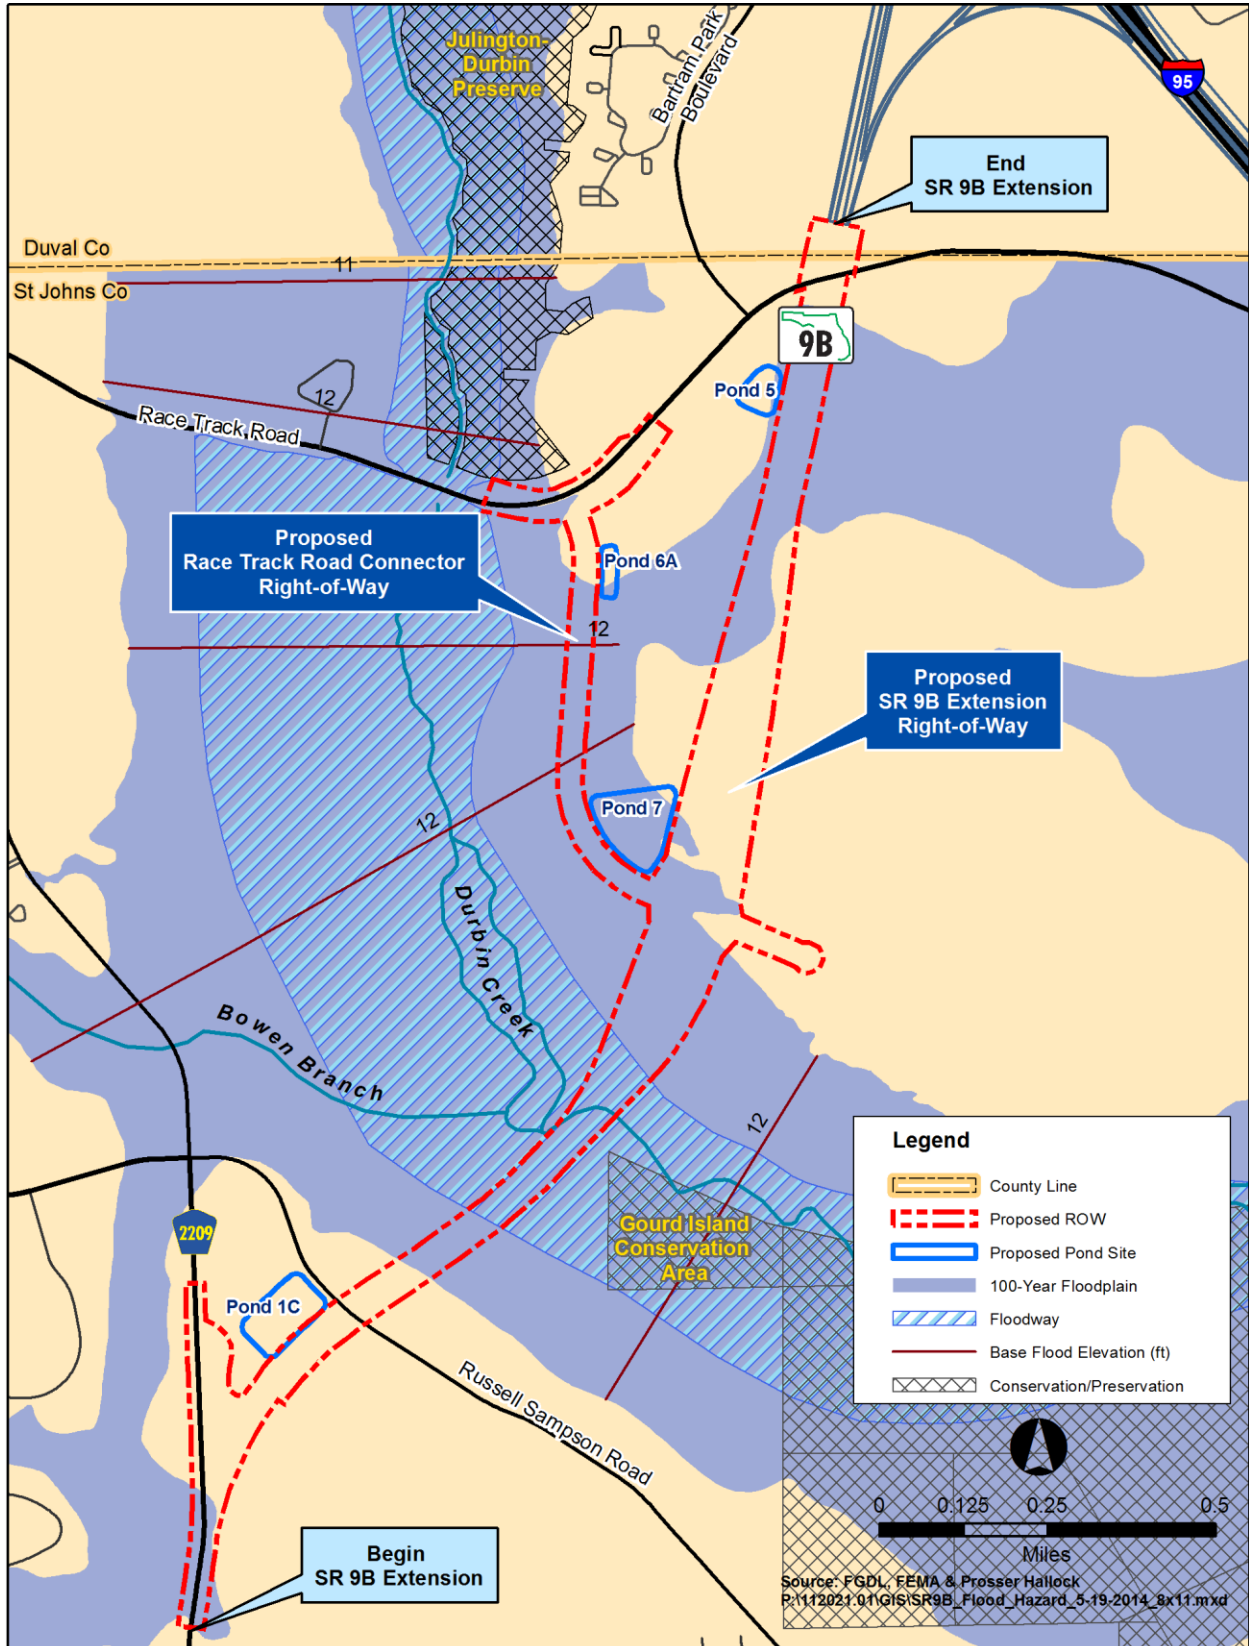 Julington-
Durbin
Preserve
Bartram Park
Boulevard
95
End
SR 9B Extension
Duval Co
11
St Johns Co
9B
Pond 5
12
Race Track Road
Proposed
Race Track Road Connector
Right-of-Way
Pond 6A
12
Proposed
SR 9B Extension
Right-of-Way
Pond 7
12
Durbin Creek
Bowen Branch
12
Legend
County Line
Proposed ROW
Proposed Pond Site
100-Year Floodplain
Floodway
Base Flood Elevation (ft)
Conservation/Preservation
2209
Gourd Island
Conservation
Area
Pond 1C
Russell Sampson Road
0 0.125 0.25 0.5
Miles
Begin
SR 9B Extension
Source: FGDL, FEMA & Prosser Hallock
P:\112021.01\GIS\SR9B_Flood_Hazard_5-19-2014_8x11.mxd